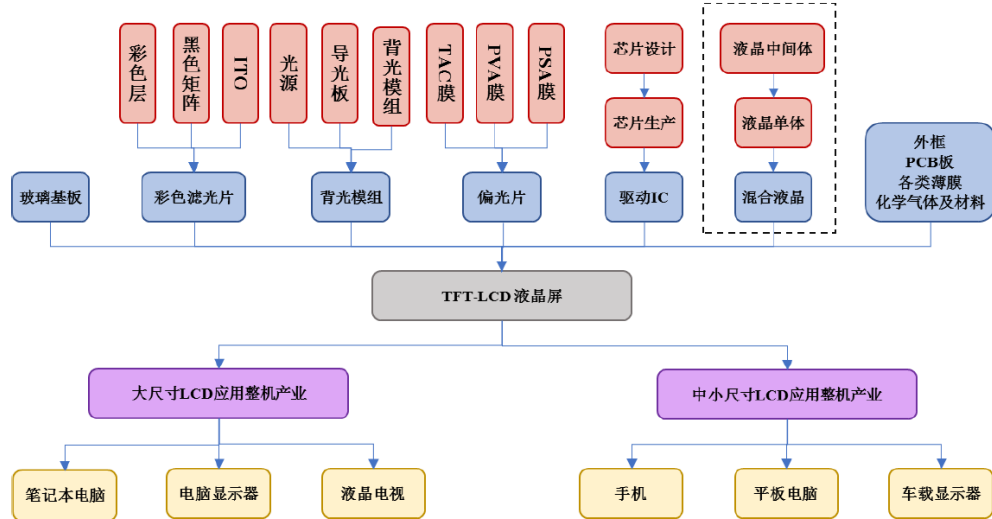 彩色层
黑色矩阵
ITO
光源
导光板
背光模组
TAC膜
PVA膜
PSA膜
芯片设计
液晶中间体
芯片生产
液晶单体
玻璃基板
彩色滤光片
背光模组
偏光片
驱动IC
混合液晶
外框
PCB板
各类薄膜
化学气体及材料
TFT-LCD液晶屏
大尺寸LCD应用整机产业
中小尺寸LCD应用整机产业
笔记本电脑
电脑显示器
液晶电视
手机
平板电脑
车载显示器